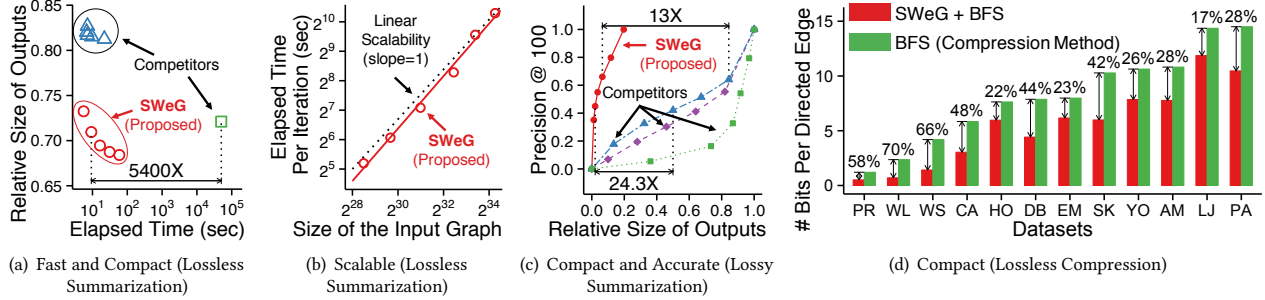 Relative Size of Outputs
0.85
0.80
0.75
0.70
0.65
Competitors
SWeG
(Proposed)
5400X
10^1 10^2 10^3 10^4 10^5
Elapsed Time (sec)
(a) Fast and Compact (Lossless
Summarization)
Elapsed Time
Per Iteration (sec)
2^10
2^9
2^8
2^7
2^6
2^5
Linear
Scalability
(slope=1)
SWeG
(Proposed)
2^28 2^30 2^32 2^34
Size of the Input Graph
(b) Scalable (Lossless
Summarization)
Precision @ 100
1.00
0.8
0.6
0.4
0.2
0.0
13X
SWeG
(Proposed)
Competitors
24.3X
0.0 0.2 0.4 0.6 0.8 1.0
Relative Size of Outputs
(c) Compact and Accurate (Lossy
Summarization)
# Bits Per Directed Edge
15
10
5
0
SWeG + BFS
BFS (Compression Method)
58% 70% 66% 48% 22% 44% 23% 42% 26% 28% 17% 28%
PR WL WS CA HO DB EM SK YO AM LJ PA
Datasets
(d) Compact (Lossless Compression)